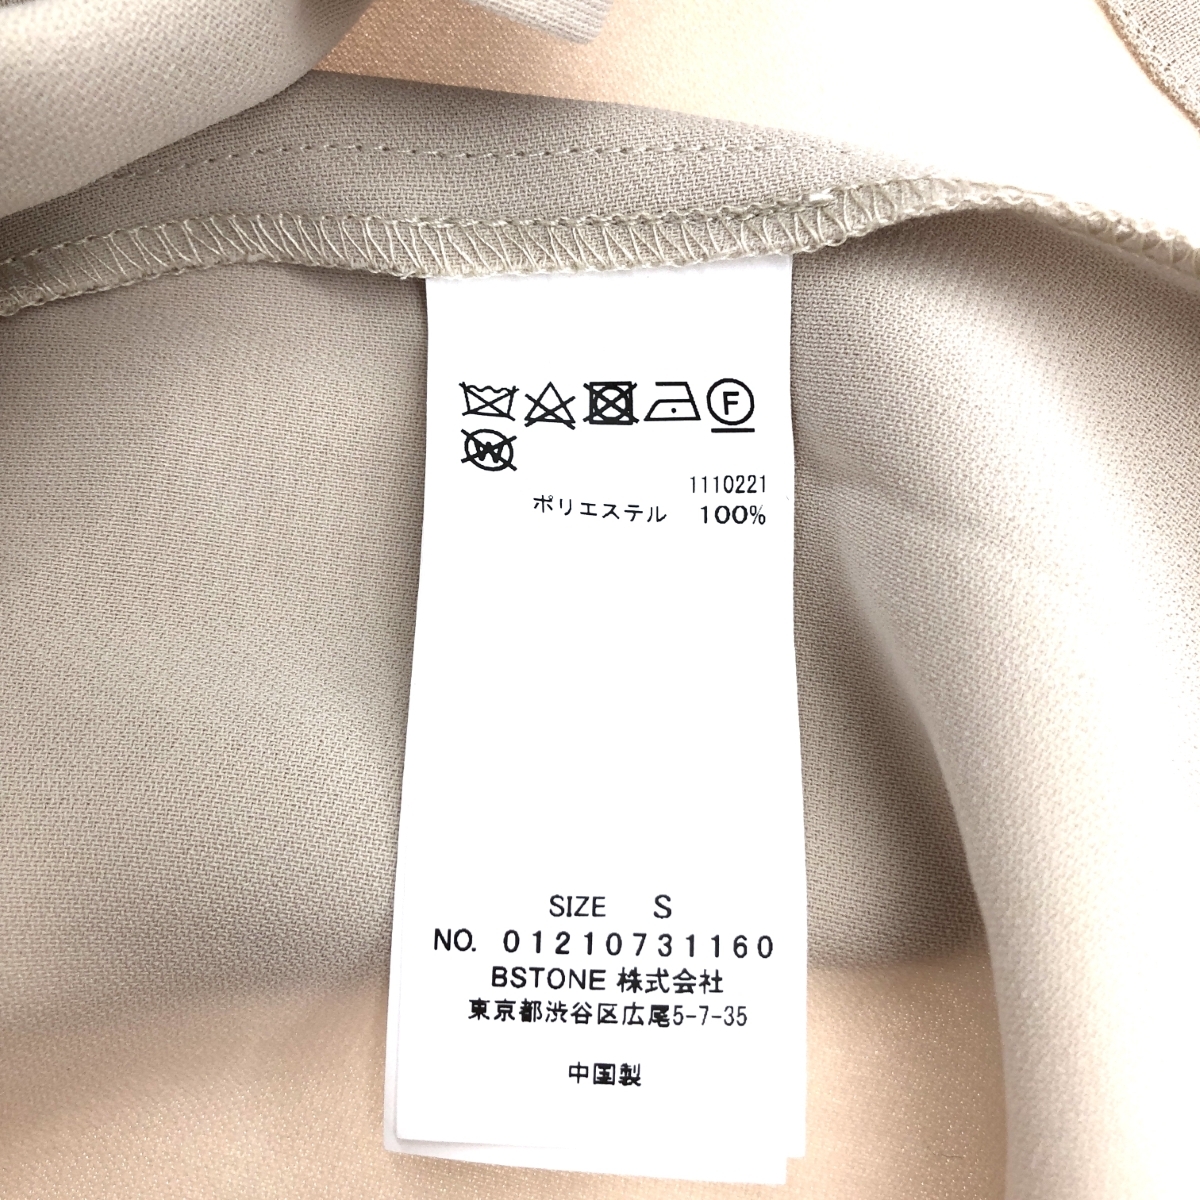 F
W
1110221
ポリエステル 100%
SIZE S
NO. 01210731160
BSTONE 株式会社
東京都渋谷区広尾5-7-35
中国製